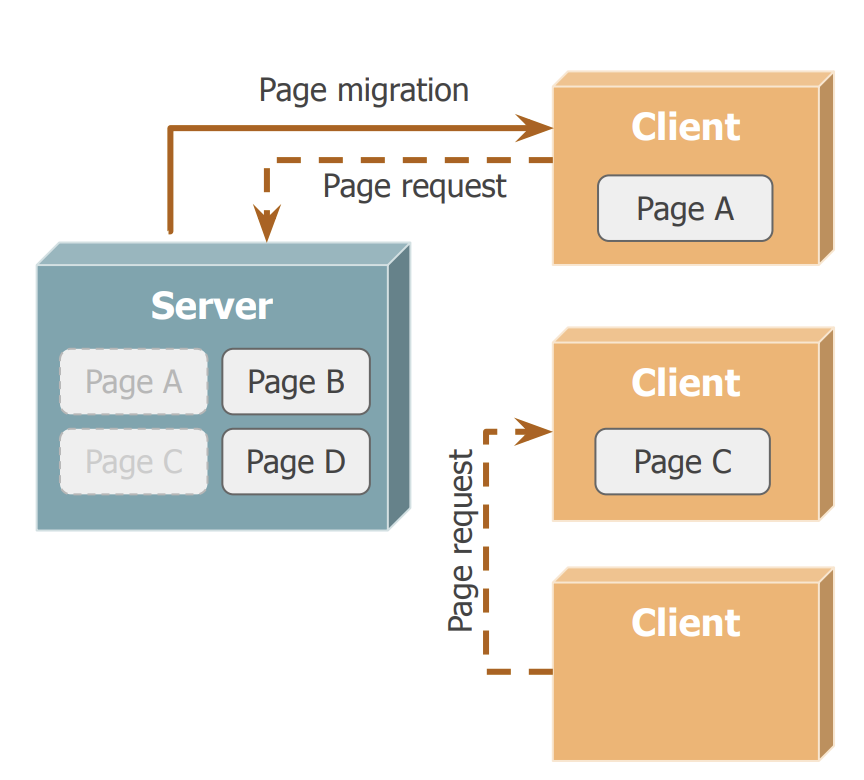 Page migration
Client
Page request
Page A
Server
Page A
Page B
Page C
Page D
Client
Page C
Page request
Client